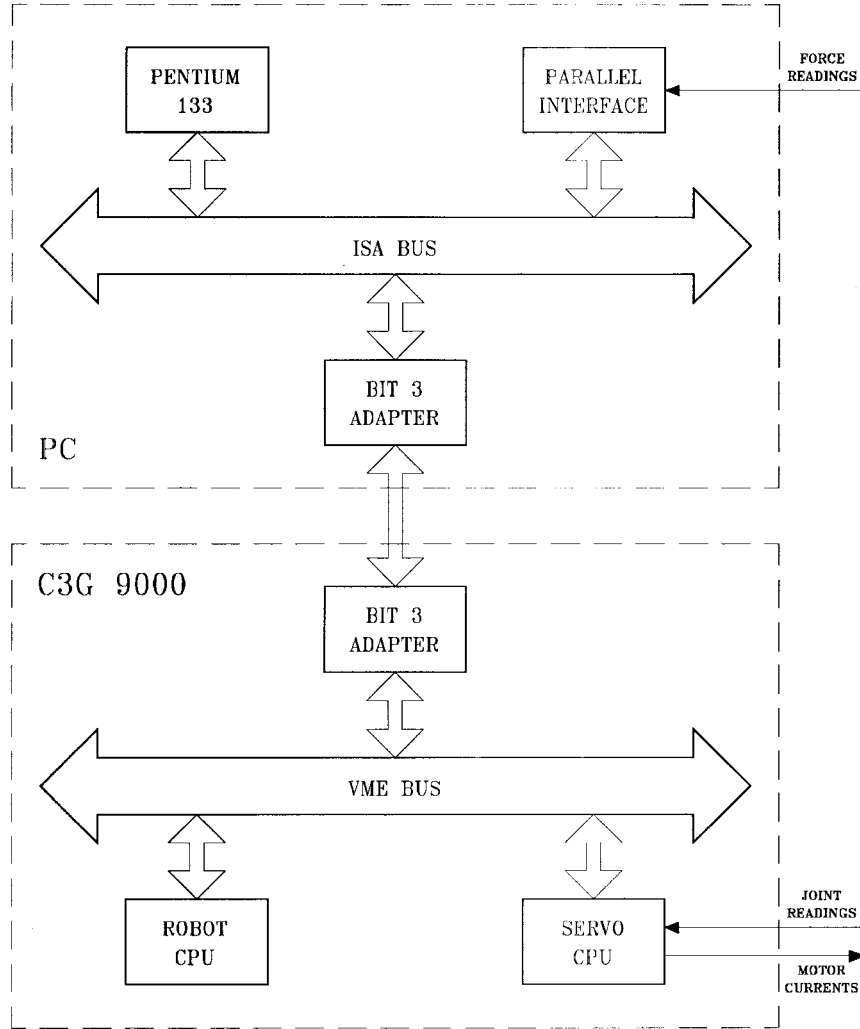 PENTIUM
133
PARALLEL
INTERFACE
FORCE
READINGS
ISA BUS
BIT 3
ADAPTER
PC
C3G 9000
BIT 3
ADAPTER
VME BUS
ROBOT
CPU
SERVO
CPU
JOINT
READINGS
MOTOR
CURRENTS